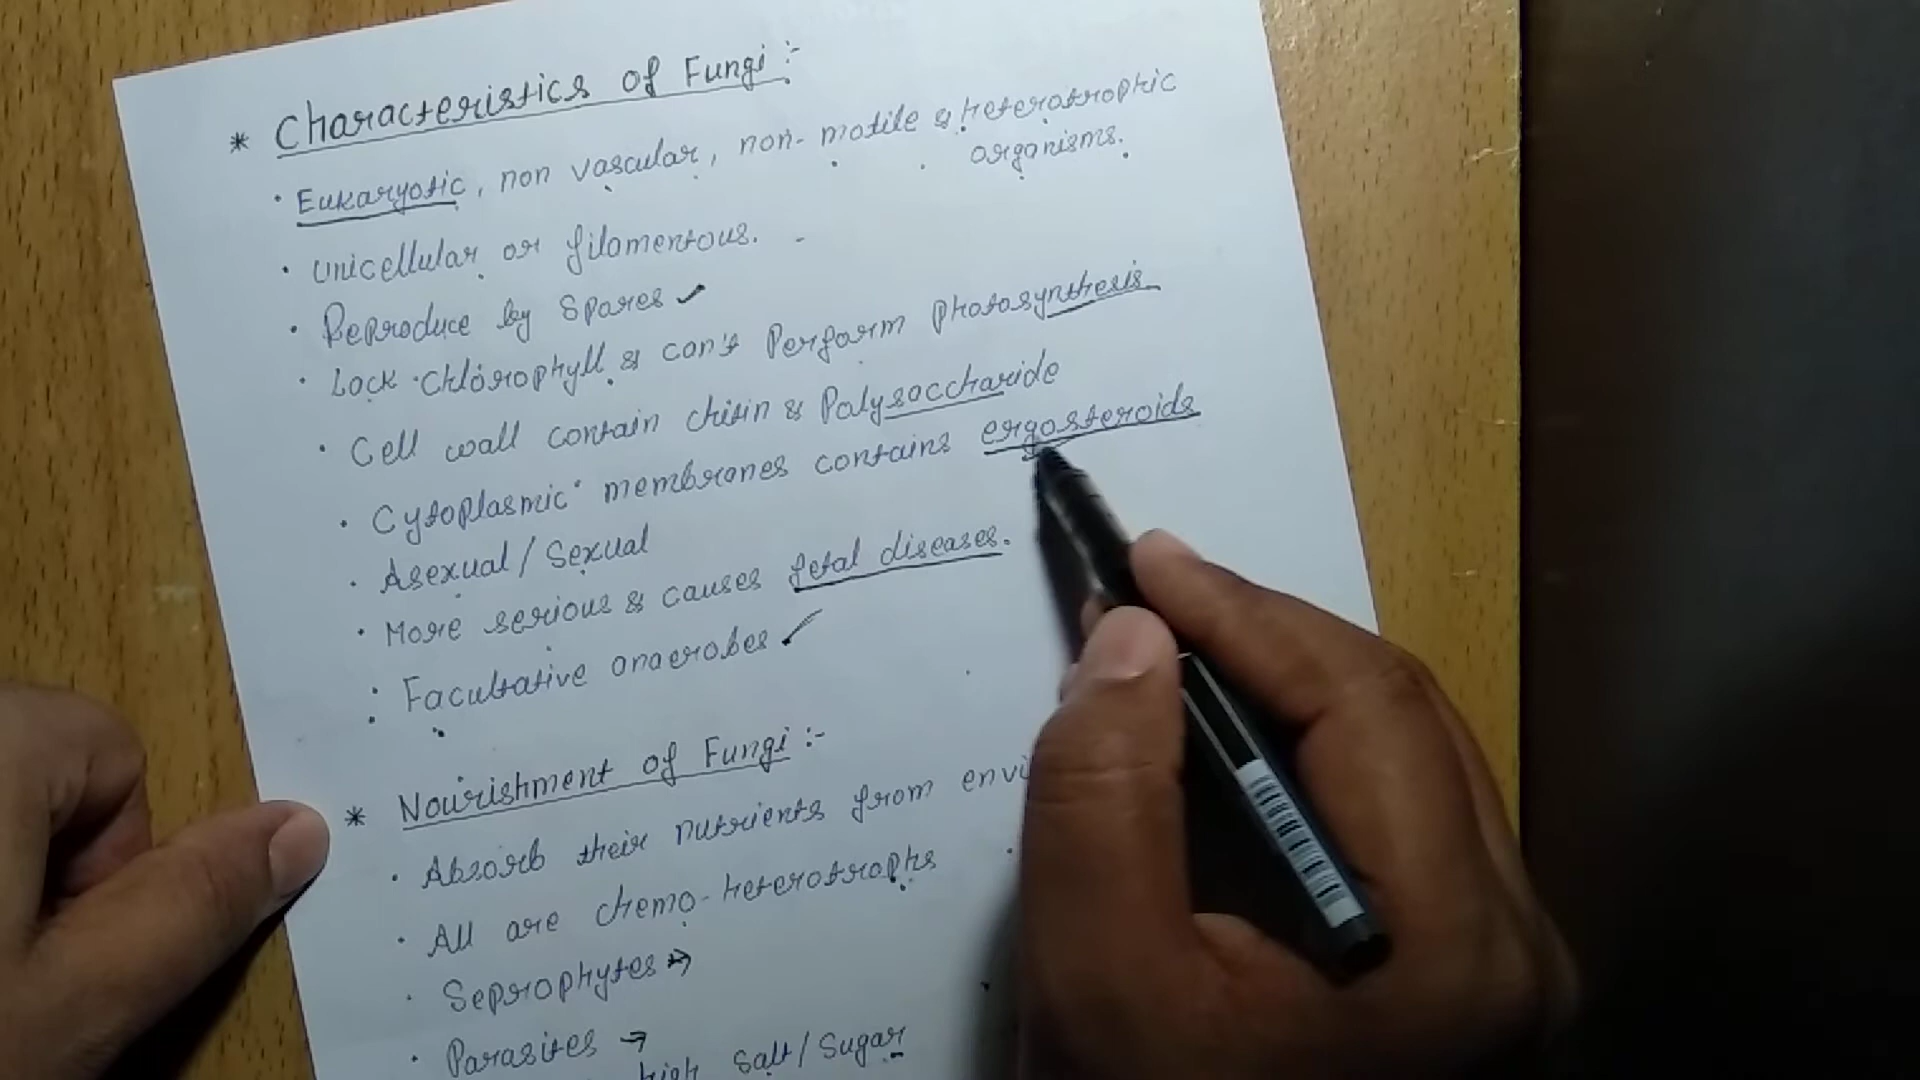 * Characteristics of Fungi :-
· Eukaryotic, non vascular, non-motile & heterotrophic
organisms.
· Unicellular or filamentous.
· Reproduce by Spores ✓
· Lack Chlorophyll & can't Perform photosynthesis
· Cell wall contain chitin & Polysaccharide
· Cytoplasmic membranes contains ergosteroids
· Asexual / Sexual
· More serious & causes fetal diseases.
· Facultative anaerobes ✓
* Nourishment of Fungi :-
· Absorb their nutrients from envi
· All are chemo-heterotrophs
· Seprophytes →
· Parasites →
high Salt/Sugar